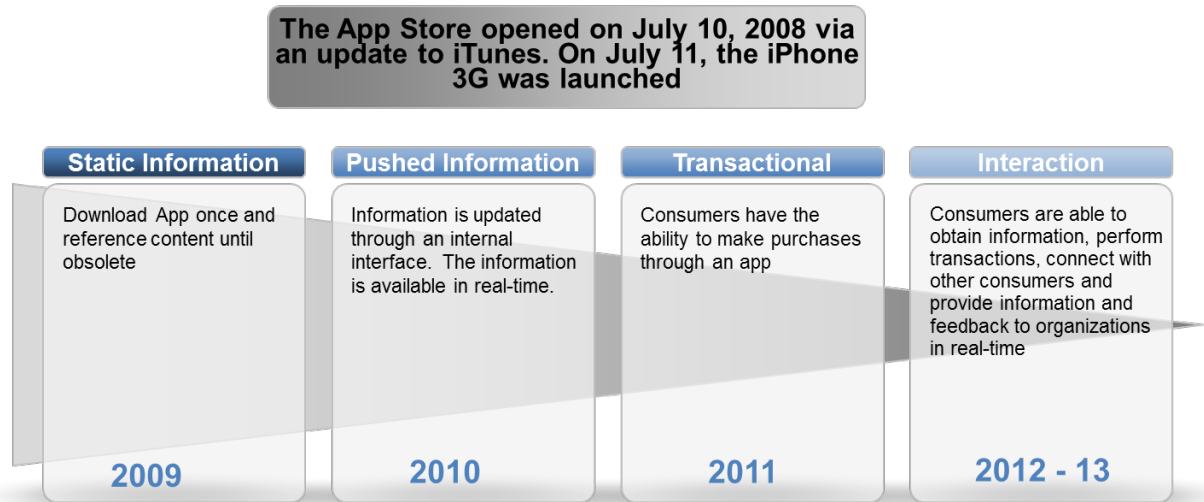 The App Store opened on July 10, 2008 via
an update to iTunes. On July 11, the iPhone
3G was launched
Static Information
Download App once and
reference content until
obsolete
2009
Pushed Information
Information is updated
through an internal
interface. The information
is available in real-time.
2010
Transactional
Consumers have the
ability to make purchases
through an app
2011
Interaction
Consumers are able to
obtain information, perform
transactions, connect with
other consumers and
provide information and
feedback to organizations
in real-time
2012 - 13